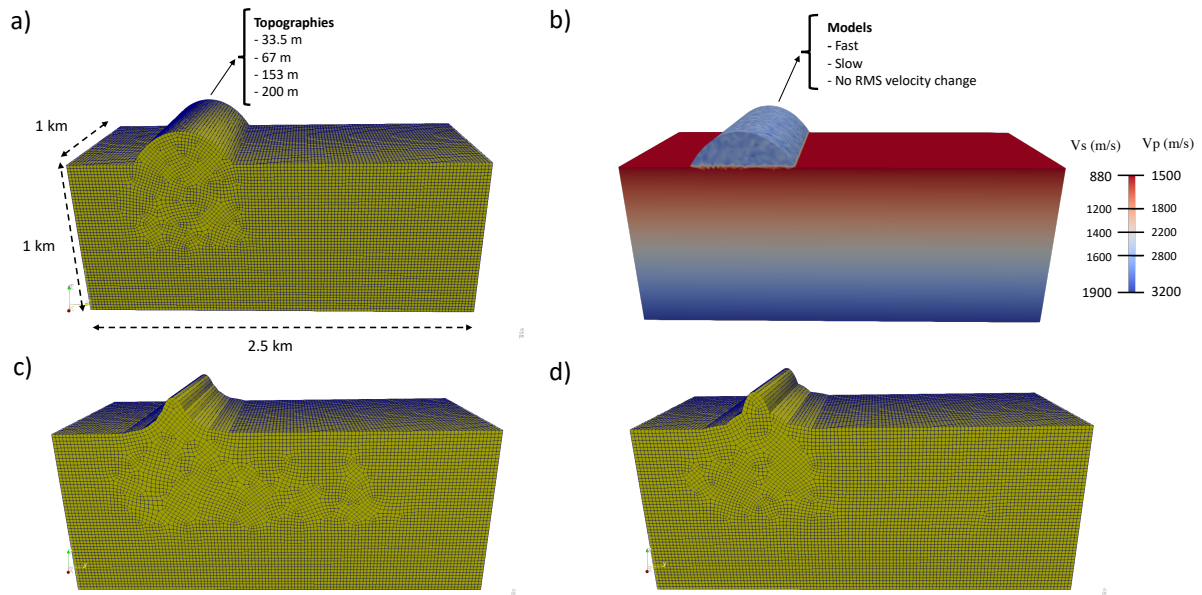 a)
Topographies
- 33.5 m
- 67 m
- 153 m
- 200 m
1 km
1 km
2.5 km
b)
Models
- Fast
- Slow
- No RMS velocity change
Vs (m/s) Vp (m/s)
880 1500
1200 1800
1400 2200
1600 2800
1900 3200
c)
d)